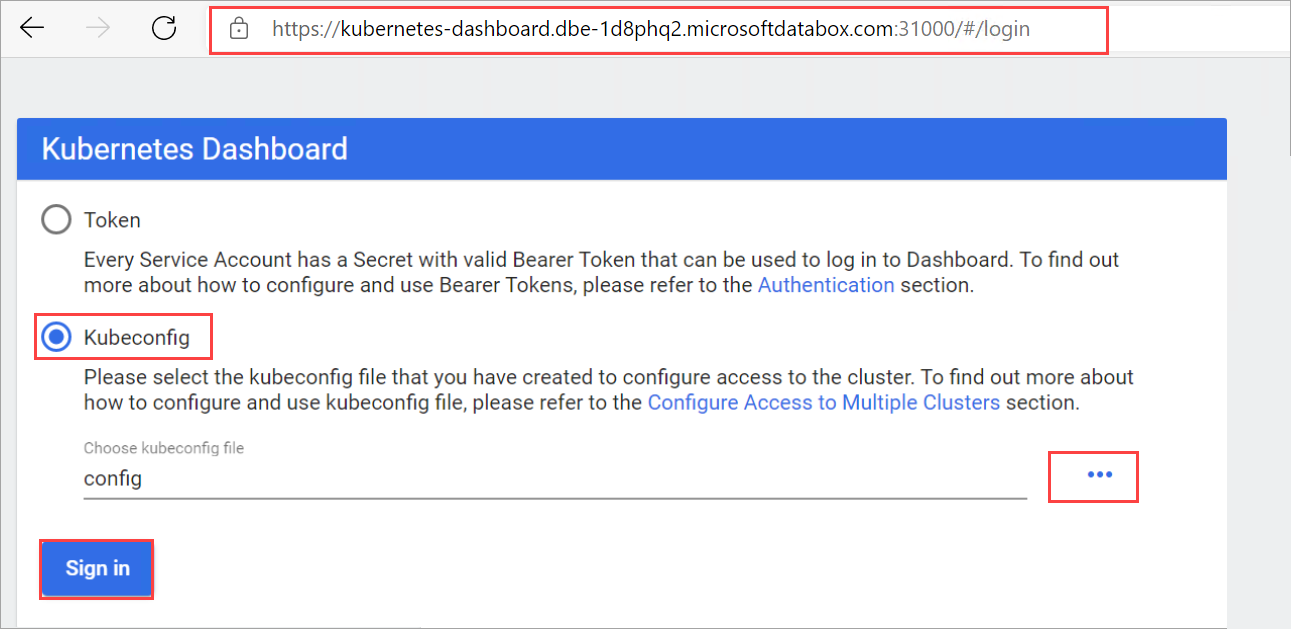 https://kubernetes-dashboard.dbe-1d8phq2.microsoftdatabox.com:31000/#/login
Kubernetes Dashboard
Token
Every Service Account has a Secret with valid Bearer Token that can be used to log in to Dashboard. To find out
more about how to configure and use Bearer Tokens, please refer to the Authentication section.
Kubeconfig
Please select the kubeconfig file that you have created to configure access to the cluster. To find out more about
how to configure and use kubeconfig file, please refer to the Configure Access to Multiple Clusters section.
Choose kubeconfig file
config
Sign in